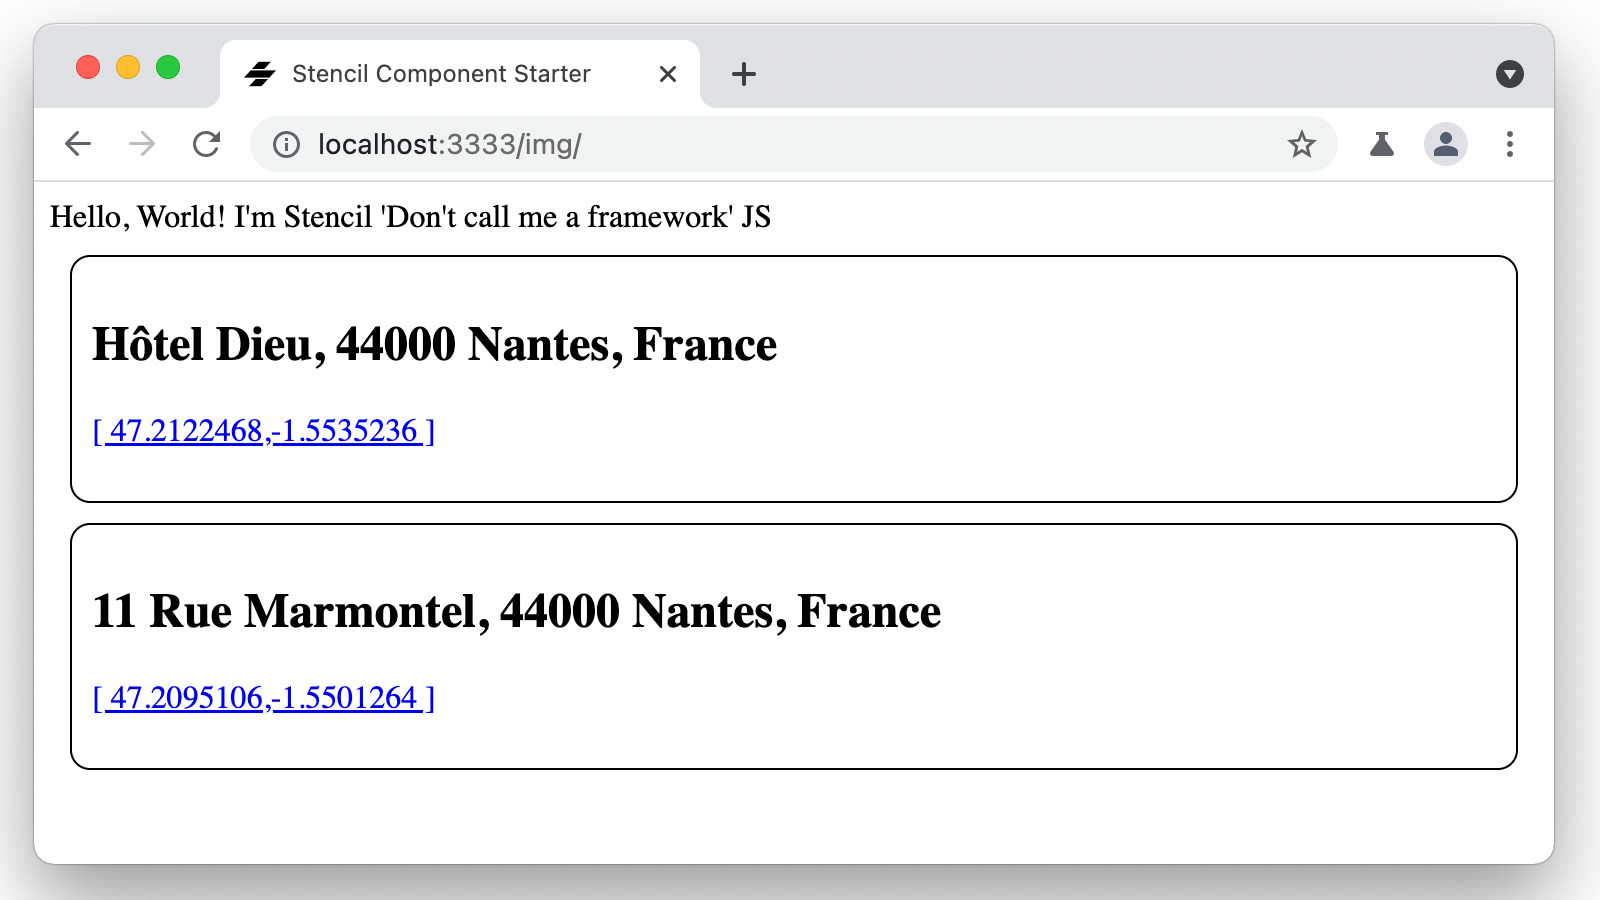 Stencil Component Starter
localhost:3333/img/
Hello, World! I'm Stencil 'Don't call me a framework' JS
Hôtel Dieu, 44000 Nantes, France
[ 47.2122468,-1.5535236 ]
11 Rue Marmontel, 44000 Nantes, France
[ 47.2095106,-1.5501264 ]